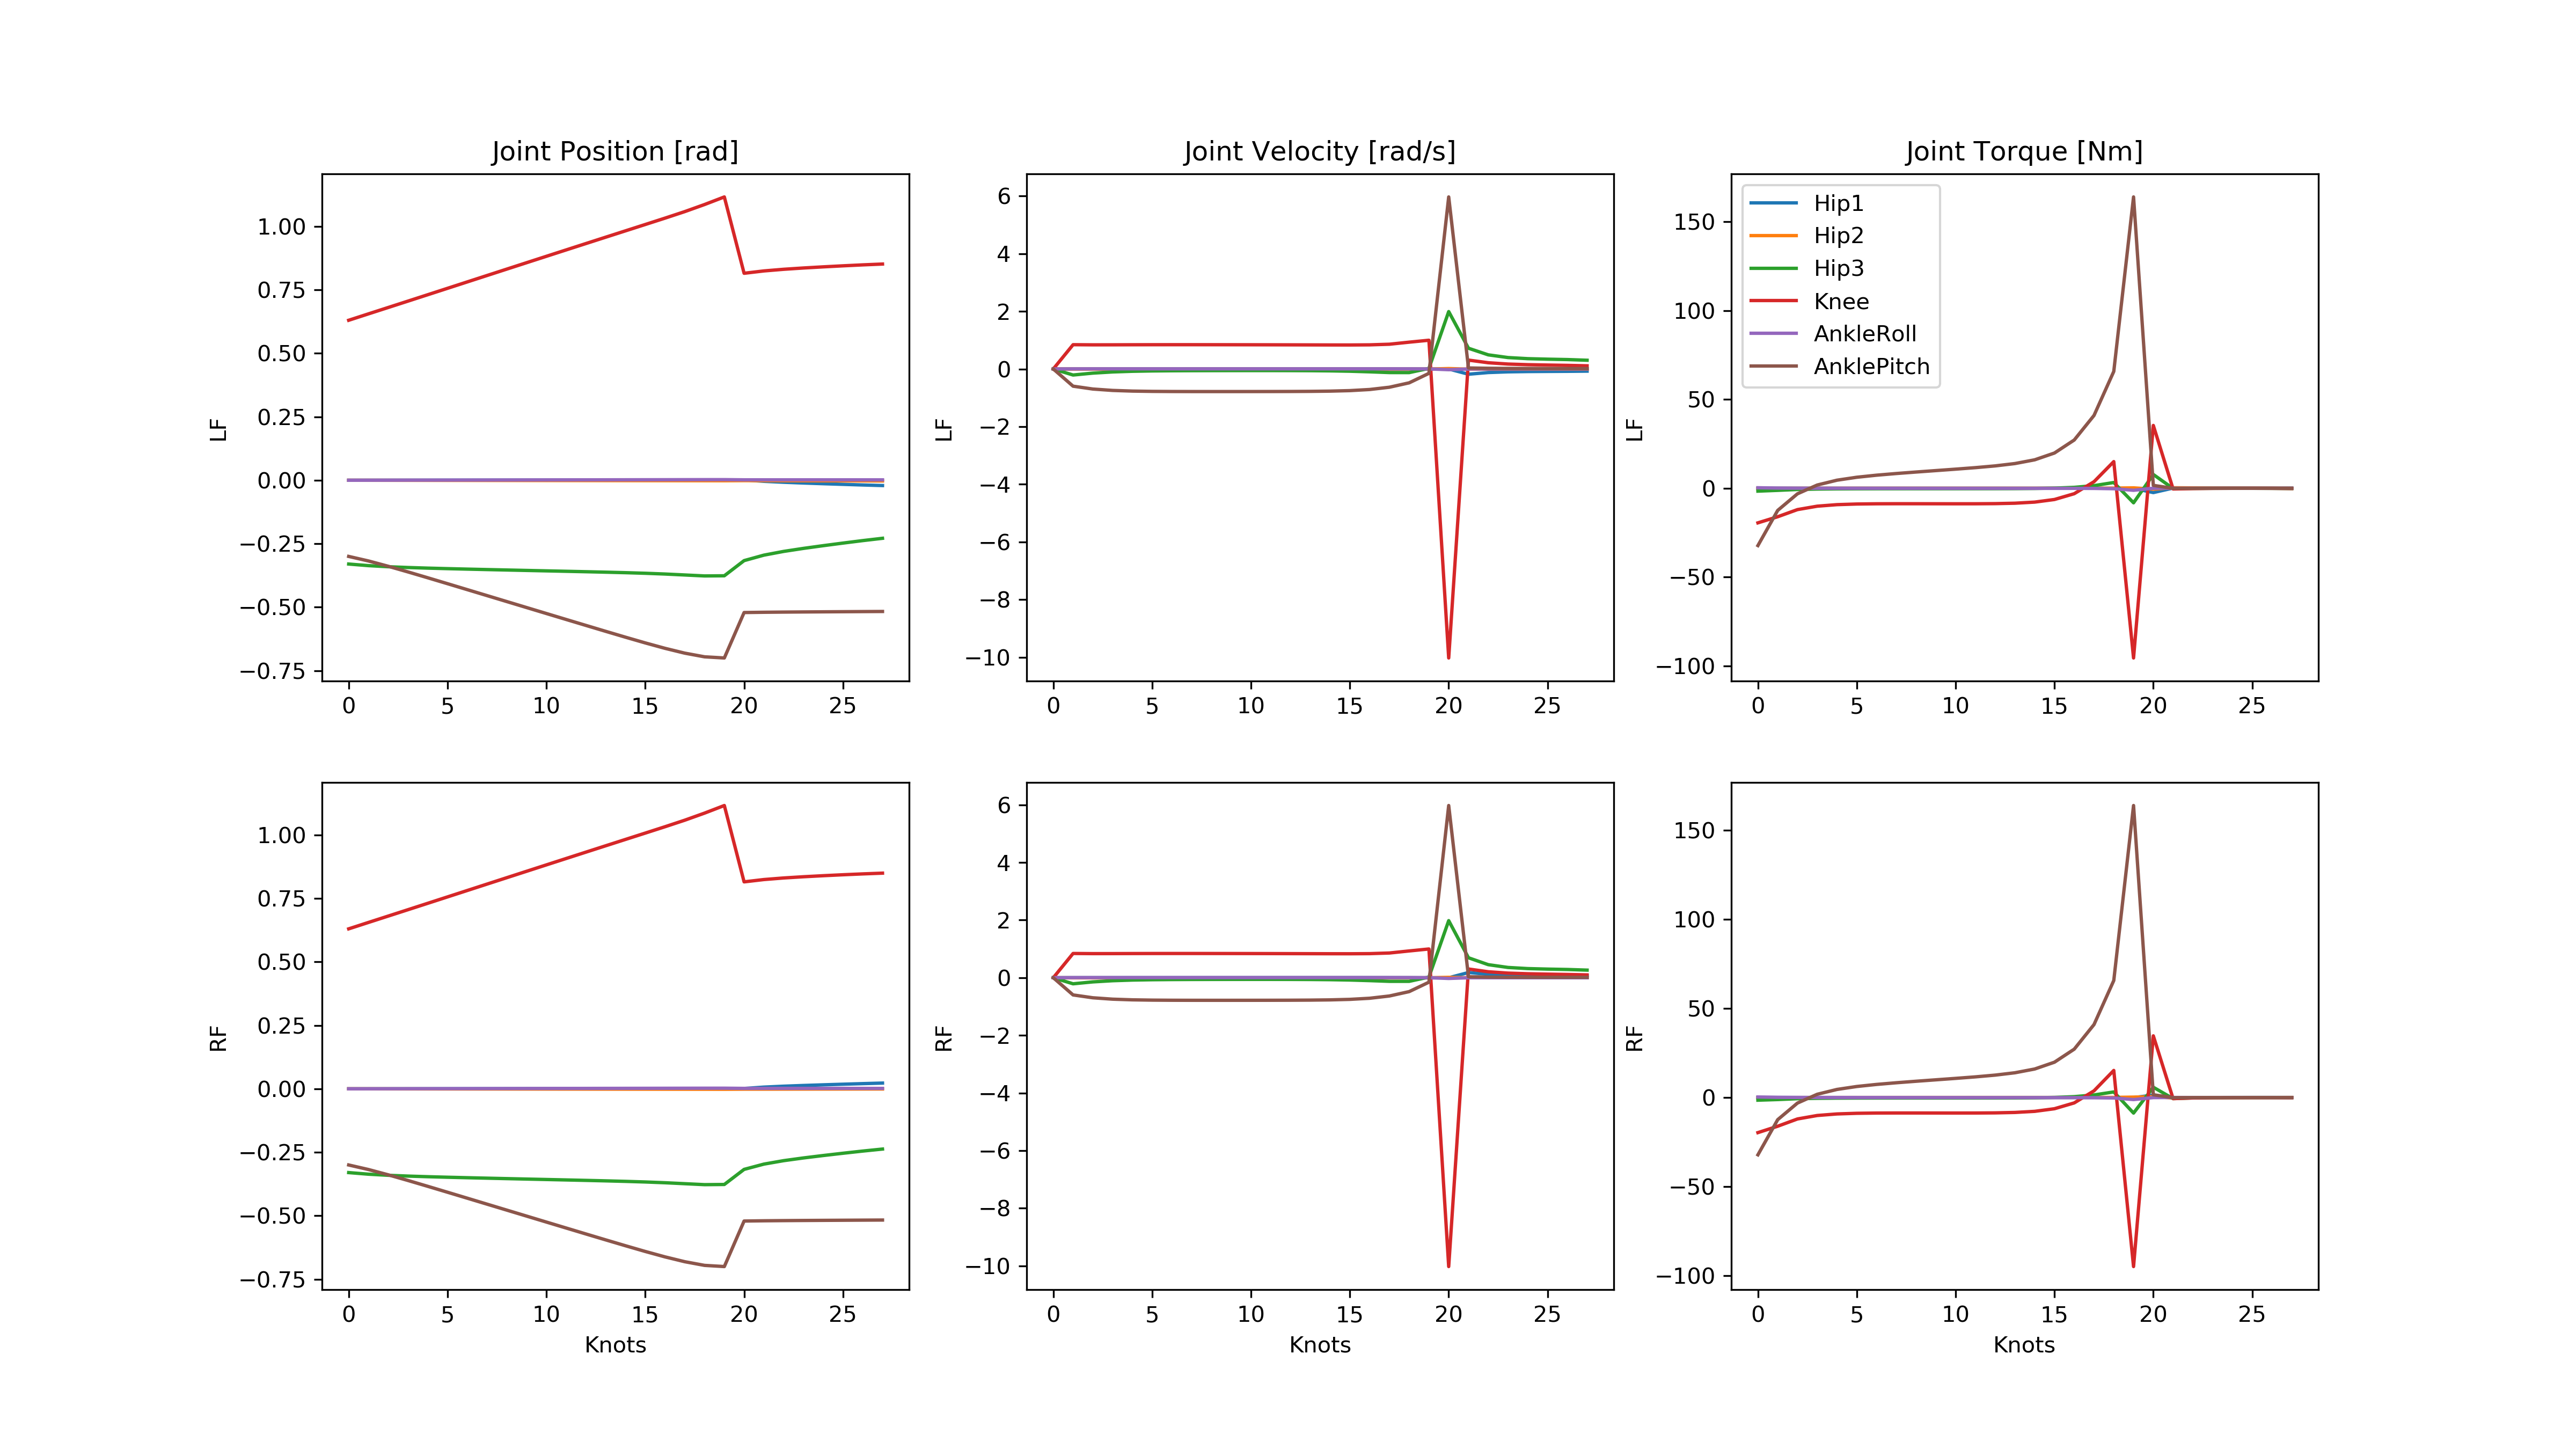 Joint Position [rad]
1.00
0.75
0.50
0.25
0.00
−0.25
−0.50
−0.75
LF
0 5 10 15 20 25
Joint Velocity [rad/s]
6
4
2
0
−2
−4
−6
−8
−10
LF
0 5 10 15 20 25
Joint Torque [Nm]
150
100
50
0
−50
−100
LF
Hip1
Hip2
Hip3
Knee
AnkleRoll
AnklePitch
0 5 10 15 20 25
1.00
0.75
0.50
0.25
0.00
−0.25
−0.50
−0.75
RF
0 5 10 15 20 25
Knots
6
4
2
0
−2
−4
−6
−8
−10
RF
0 5 10 15 20 25
Knots
150
100
50
0
−50
−100
RF
0 5 10 15 20 25
Knots